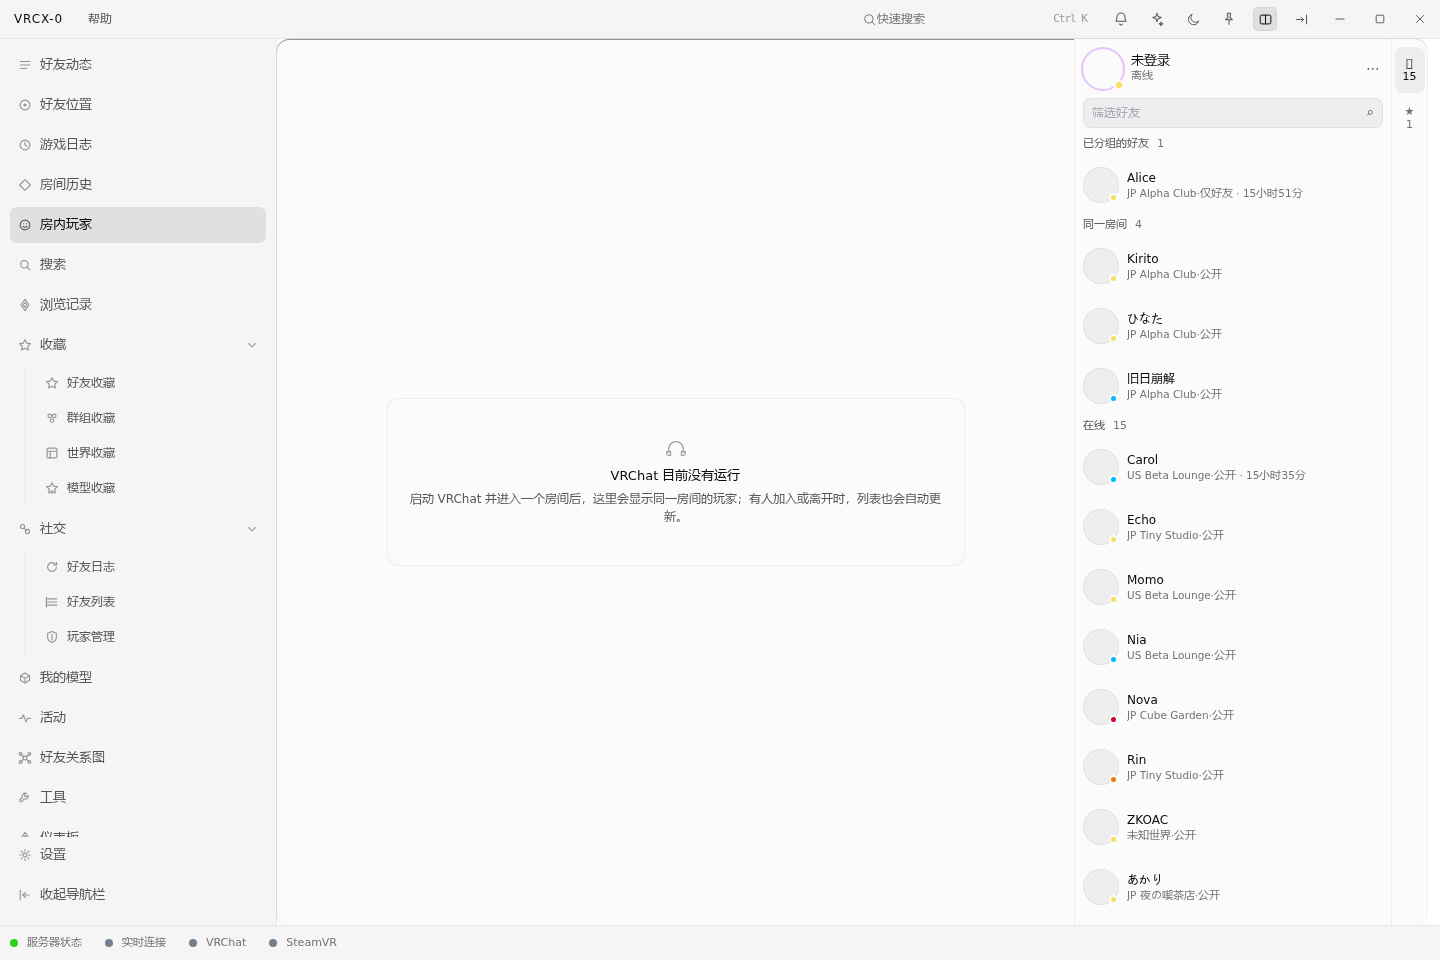 VRCX-0
帮助
快速搜索
Ctrl K
好友动态
好友位置
游戏日志
房间历史
房内玩家
搜索
浏览记录
收藏
好友收藏
群组收藏
世界收藏
模型收藏
社交
好友日志
好友列表
玩家管理
我的模型
活动
好友关系图
工具
仪表板
设置
收起导航栏
VRChat 目前没有运行
启动 VRChat 并进入一个房间后，这里会显示同一房间的玩家；有人加入或离开时，列表也会自动更
新。
未登录
离线
筛选好友
已分组的好友 1
Alice
JP Alpha Club·仅好友 · 15小时51分
同一房间 4
Kirito
JP Alpha Club·公开
ひなた
JP Alpha Club·公开
旧日崩解
JP Alpha Club·公开
在线 15
Carol
US Beta Lounge·公开 · 15小时35分
Echo
JP Tiny Studio·公开
Momo
US Beta Lounge·公开
Nia
US Beta Lounge·公开
Nova
JP Cube Garden·公开
Rin
JP Tiny Studio·公开
ZKOAC
未知世界·公开
あかり
JP 夜の喫茶店·公开
15
★
1
服务器状态
实时连接
VRChat
SteamVR